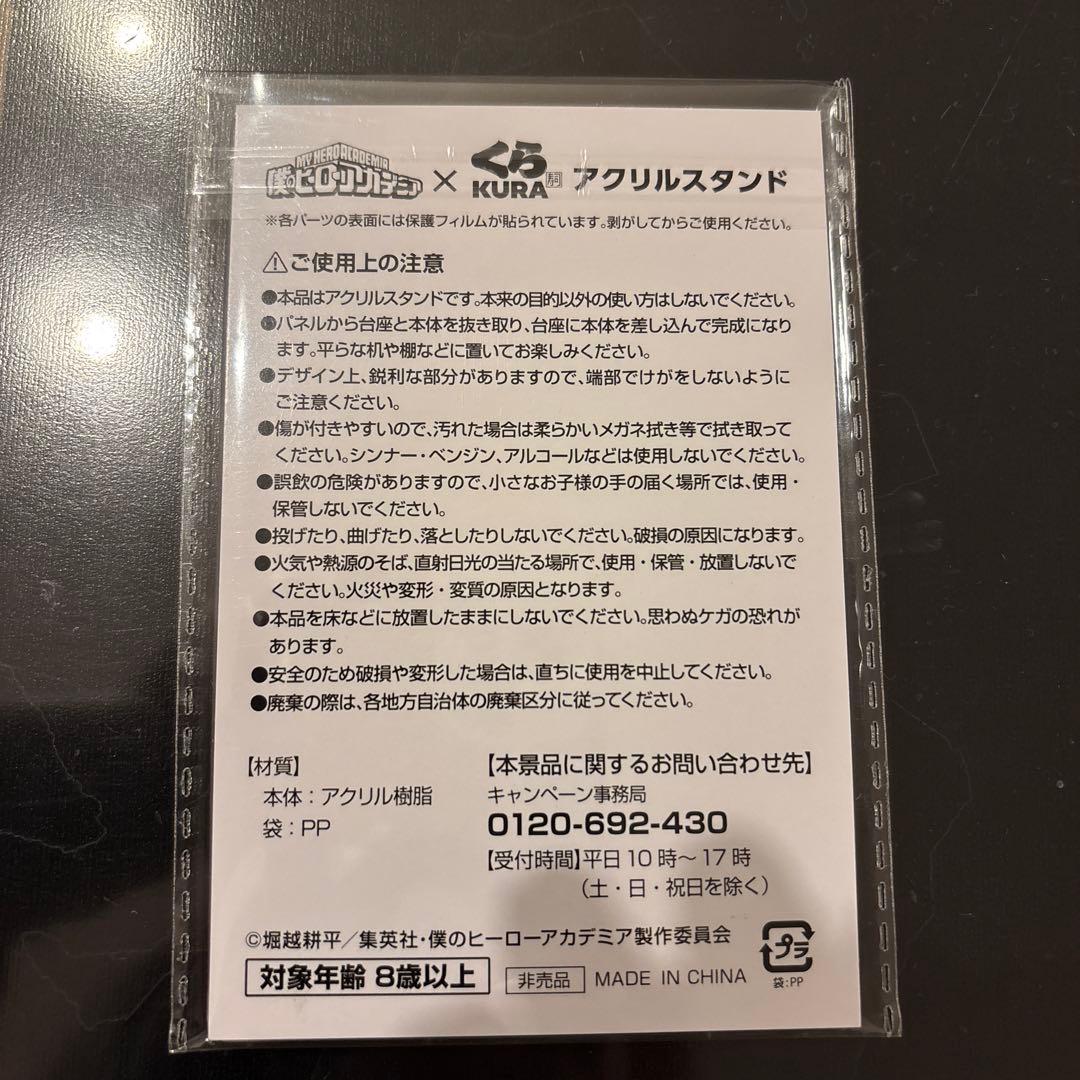 MY HERO ACADEMIA
僕のヒーローアカデミア × くら KURA 寿司 アクリルスタンド
※各パーツの表面には保護フィルムが貼られています。剥がしてからご使用ください。
⚠ご使用上の注意
●本品はアクリルスタンドです。本来の目的以外の使い方はしないでください。
●パネルから台座と本体を抜き取り、台座に本体を差し込んで完成になり
ます。平らな机や棚などに置いてお楽しみください。
●デザイン上、鋭利な部分がありますので、端部でけがをしないように
ご注意ください。
●傷が付きやすいので、汚れた場合は柔らかいメガネ拭き等で拭き取って
ください。シンナー・ベンジン、アルコールなどは使用しないでください。
●誤飲の危険がありますので、小さなお子様の手の届く場所では、使用・
保管しないでください。
●投げたり、曲げたり、落としたりしないでください。破損の原因になります。
●火気や熱源のそば、直射日光の当たる場所で、使用・保管・放置しないで
ください。火災や変形・変質の原因となります。
●本品を床などに放置したままにしないでください。思わぬケガの恐れが
あります。
●安全のため破損や変形した場合は、直ちに使用を中止してください。
●廃棄の際は、各地方自治体の廃棄区分に従ってください。
【材質】
本体：アクリル樹脂
袋：PP
【本景品に関するお問い合わせ先】
キャンペーン事務局
0120-692-430
【受付時間】平日10時～17時
（土・日・祝日を除く）
©堀越耕平／集英社・僕のヒーローアカデミア製作委員会
対象年齢 8歳以上 非売品 MADE IN CHINA
プラ
袋:PP